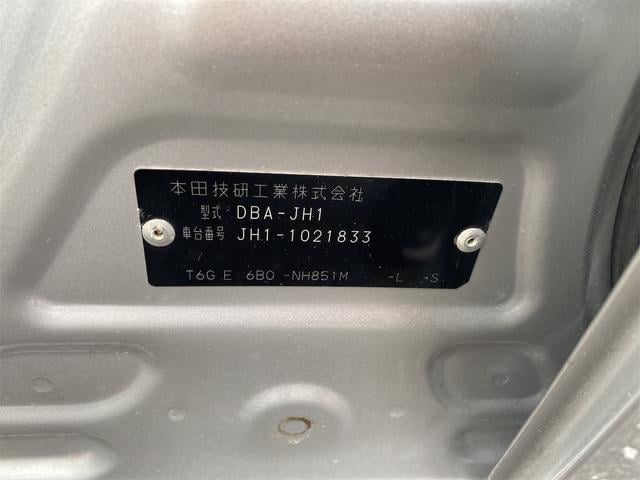 本田技研工業株式会社
型式 DBA-JH1
車台番号 JH1-1021833
/
T6G E 6B0 -NH851M -L -S